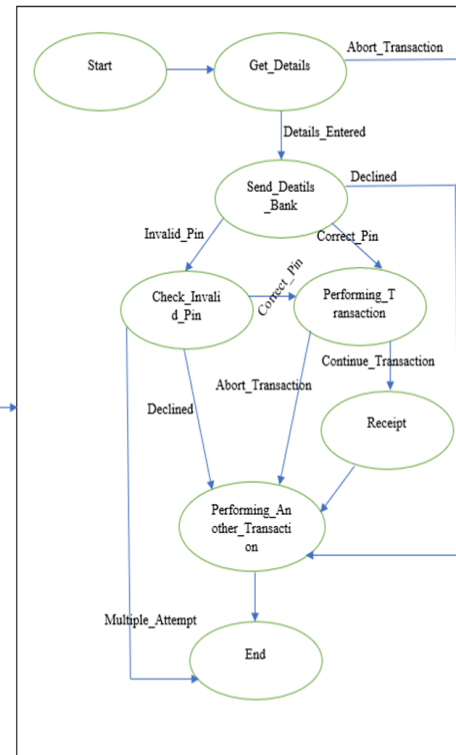 Abort_Transaction
Start
Get_Details
Details_Entered
Declined
Send_Deatils
_Bank
Invalid_Pin
Correct_Pin
Correct_Pin
Check_Invali
d_Pin
Performing_T
ransaction
Continue_Transaction
Abort_Transaction
Declined
Receipt
Performing_An
other_Transacti
on
Multiple_Attempt
End